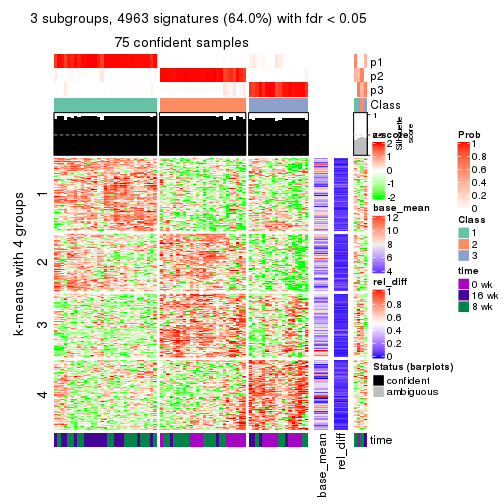 3 subgroups, 4963 signatures (64.0%) with fdr < 0.05
75 confident samples
p1
p2
p3
Class
1
Silhouette
score
k-means with 4 groups
1
2
3
4
z-score
2
1
0
-2
base_mean
12
10
8
6
4
rel_diff
1
0.8
0.6
0.4
0.2
0
Status (barplots)
confident
ambiguous
Prob
1
0.8
0.6
0.4
0.2
0
Class
1
2
3
time
0 wk
16 wk
8 wk
time
base_mean
rel_diff